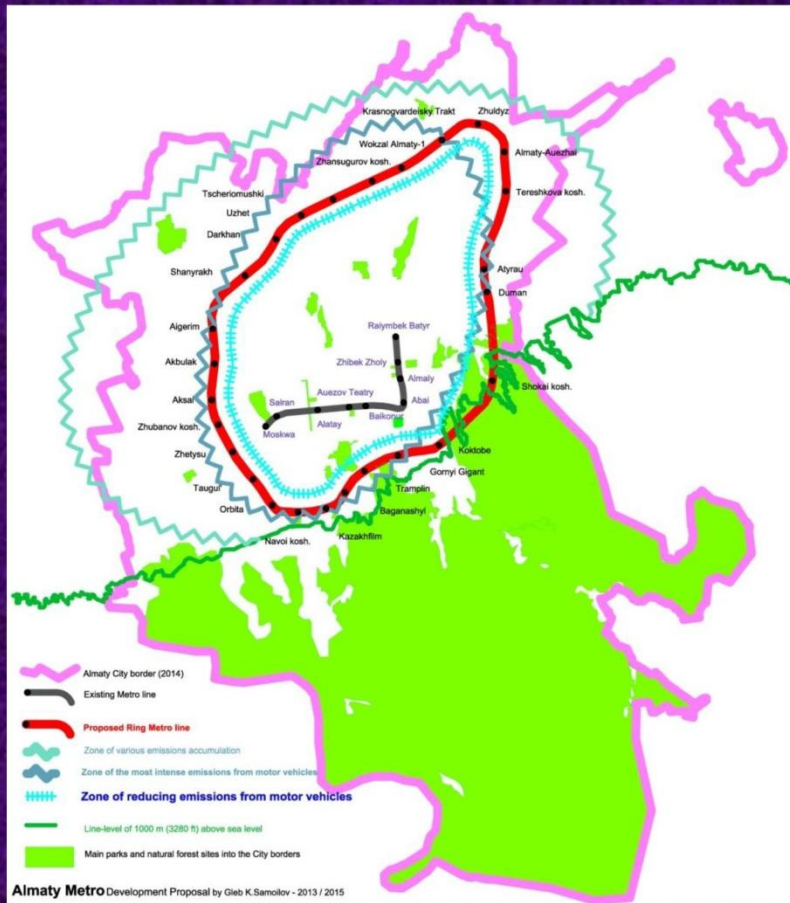 Krasnogvardeisky Trakt
Zhuldyz
Wokzal Almaty-1
Almaty-Auezhai
Zhansugurov kosh.
Tereshkova kosh.
Tscheriomushki
Uzhet
Darkhan
Shanyrakh
Atyrau
Duman
Aigerim
Raiymbek Batyr
Akbulak
Zhibek Zholy
Almaly
Shokai kosh.
Auezov Teatry
Aksai
Sairan
Abai
Baikonur
Alatay
Zhubanov kosh.
Moskwa
Koktobe
Zhetysu
Gornyi Gigant
Taugul
Tramplin
Orbita
Baganashyl
Kazakhfilm
Navoi kosh.
Almaty City border (2014)
Existing Metro line
Proposed Ring Metro line
Zone of various emissions accumulation
Zone of the most intense emissions from motor vehicles
Zone of reducing emissions from motor vehicles
Line-level of 1000 m (3280 ft) above sea level
Main parks and natural forest sites into the City borders
Almaty Metro Development Proposal by Gleb K.Samoilov - 2013 / 2015